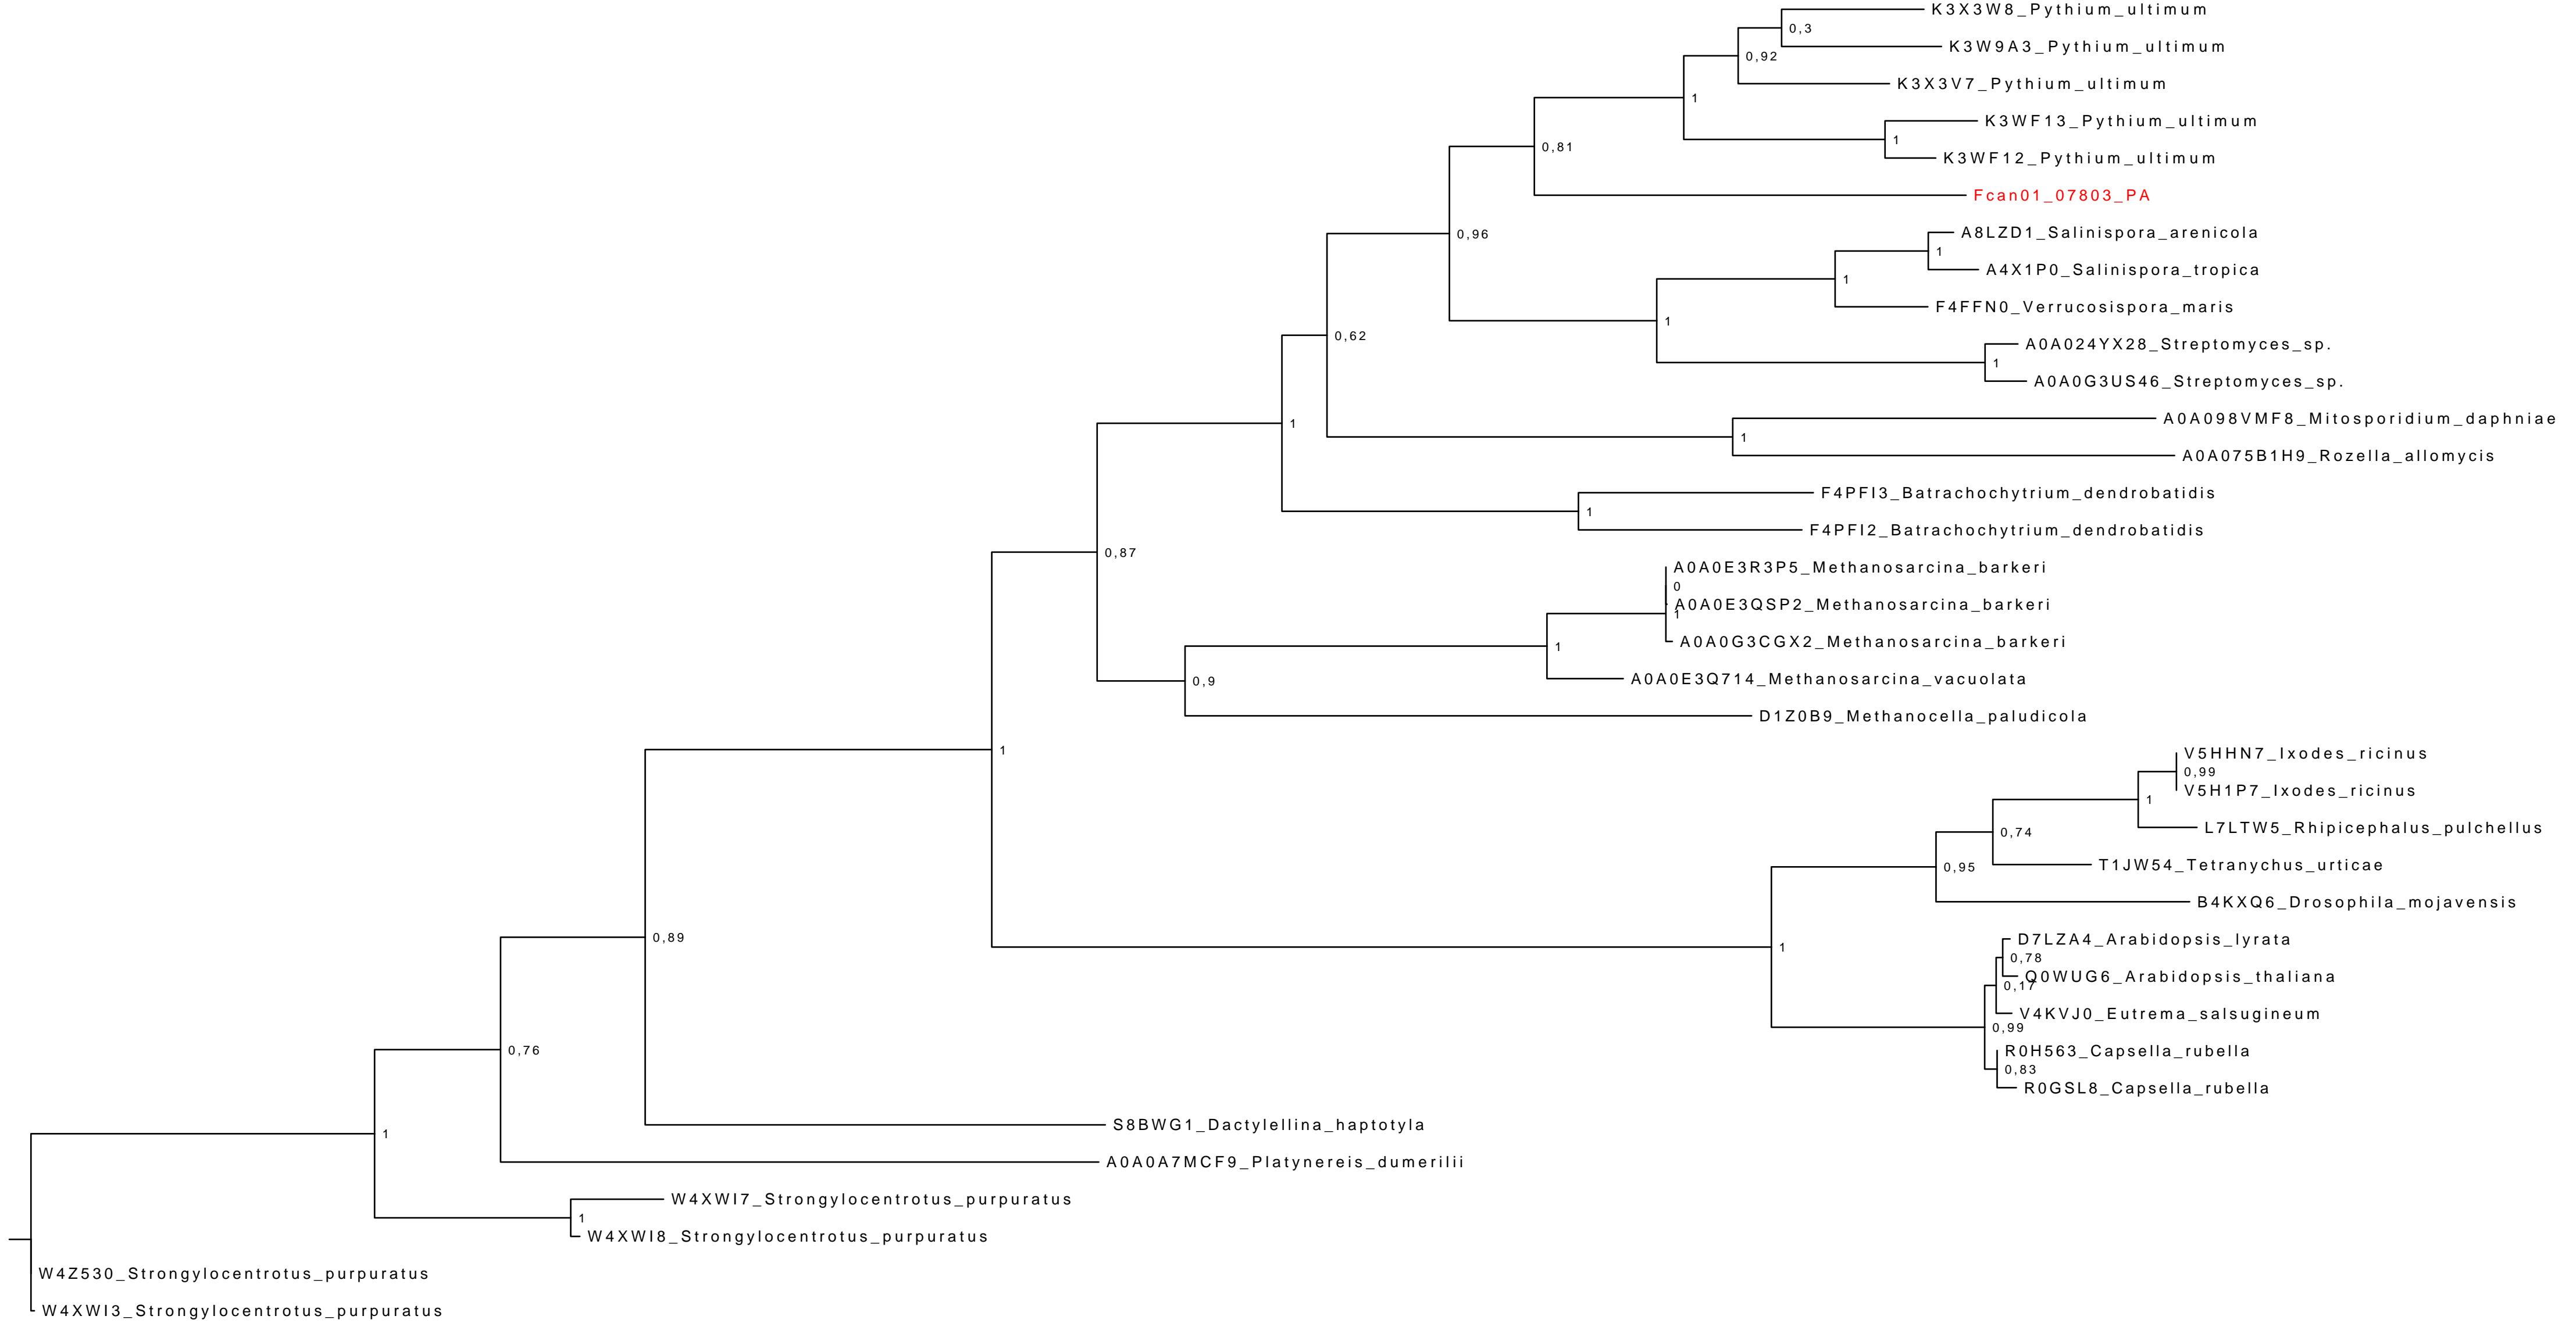 K3X3W8_Pythium_ultimum
0,3
K3W9A3_Pythium_ultimum
0,92
K3X3V7_Pythium_ultimum
1
K3WF13_Pythium_ultimum
1
0,81
K3WF12_Pythium_ultimum
Fcan01_07803_PA
0,96
A8LZD1_Salinispora_arenicola
1
A4X1P0_Salinispora_tropica
1
F4FFN0_Verrucosispora_maris
1
0,62
A0A024YX28_Streptomyces_sp.
1
A0A0G3US46_Streptomyces_sp.
1
A0A098VMF8_Mitosporidium_daphniae
1
A0A075B1H9_Rozella_allomycis
F4PFI3_Batrachochytrium_dendrobatidis
1
F4PFI2_Batrachochytrium_dendrobatidis
0,87
A0A0E3R3P5_Methanosarcina_barkeri
0
A0A0E3QSP2_Methanosarcina_barkeri
1
A0A0G3CGX2_Methanosarcina_barkeri
1
A0A0E3Q714_Methanosarcina_vacuolata
0,9
D1Z0B9_Methanocella_paludicola
1
V5HHN7_Ixodes_ricinus
0,99
V5H1P7_Ixodes_ricinus
1
L7LTW5_Rhipicephalus_pulchellus
0,74
T1JW54_Tetranychus_urticae
0,95
B4KXQ6_Drosophila_mojavensis
0,89
D7LZA4_Arabidopsis_lyrata
1
0,78
Q0WUG6_Arabidopsis_thaliana
0,17
V4KVJ0_Eutrema_salsugineum
0,99
R0H563_Capsella_rubella
0,76
0,83
R0GSL8_Capsella_rubella
S8BWG1_Dactylellina_haptotyla
1
A0A0A7MCF9_Platynereis_dumerilii
W4XWI7_Strongylocentrotus_purpuratus
1
W4XWI8_Strongylocentrotus_purpuratus
W4Z530_Strongylocentrotus_purpuratus
W4XWI3_Strongylocentrotus_purpuratus